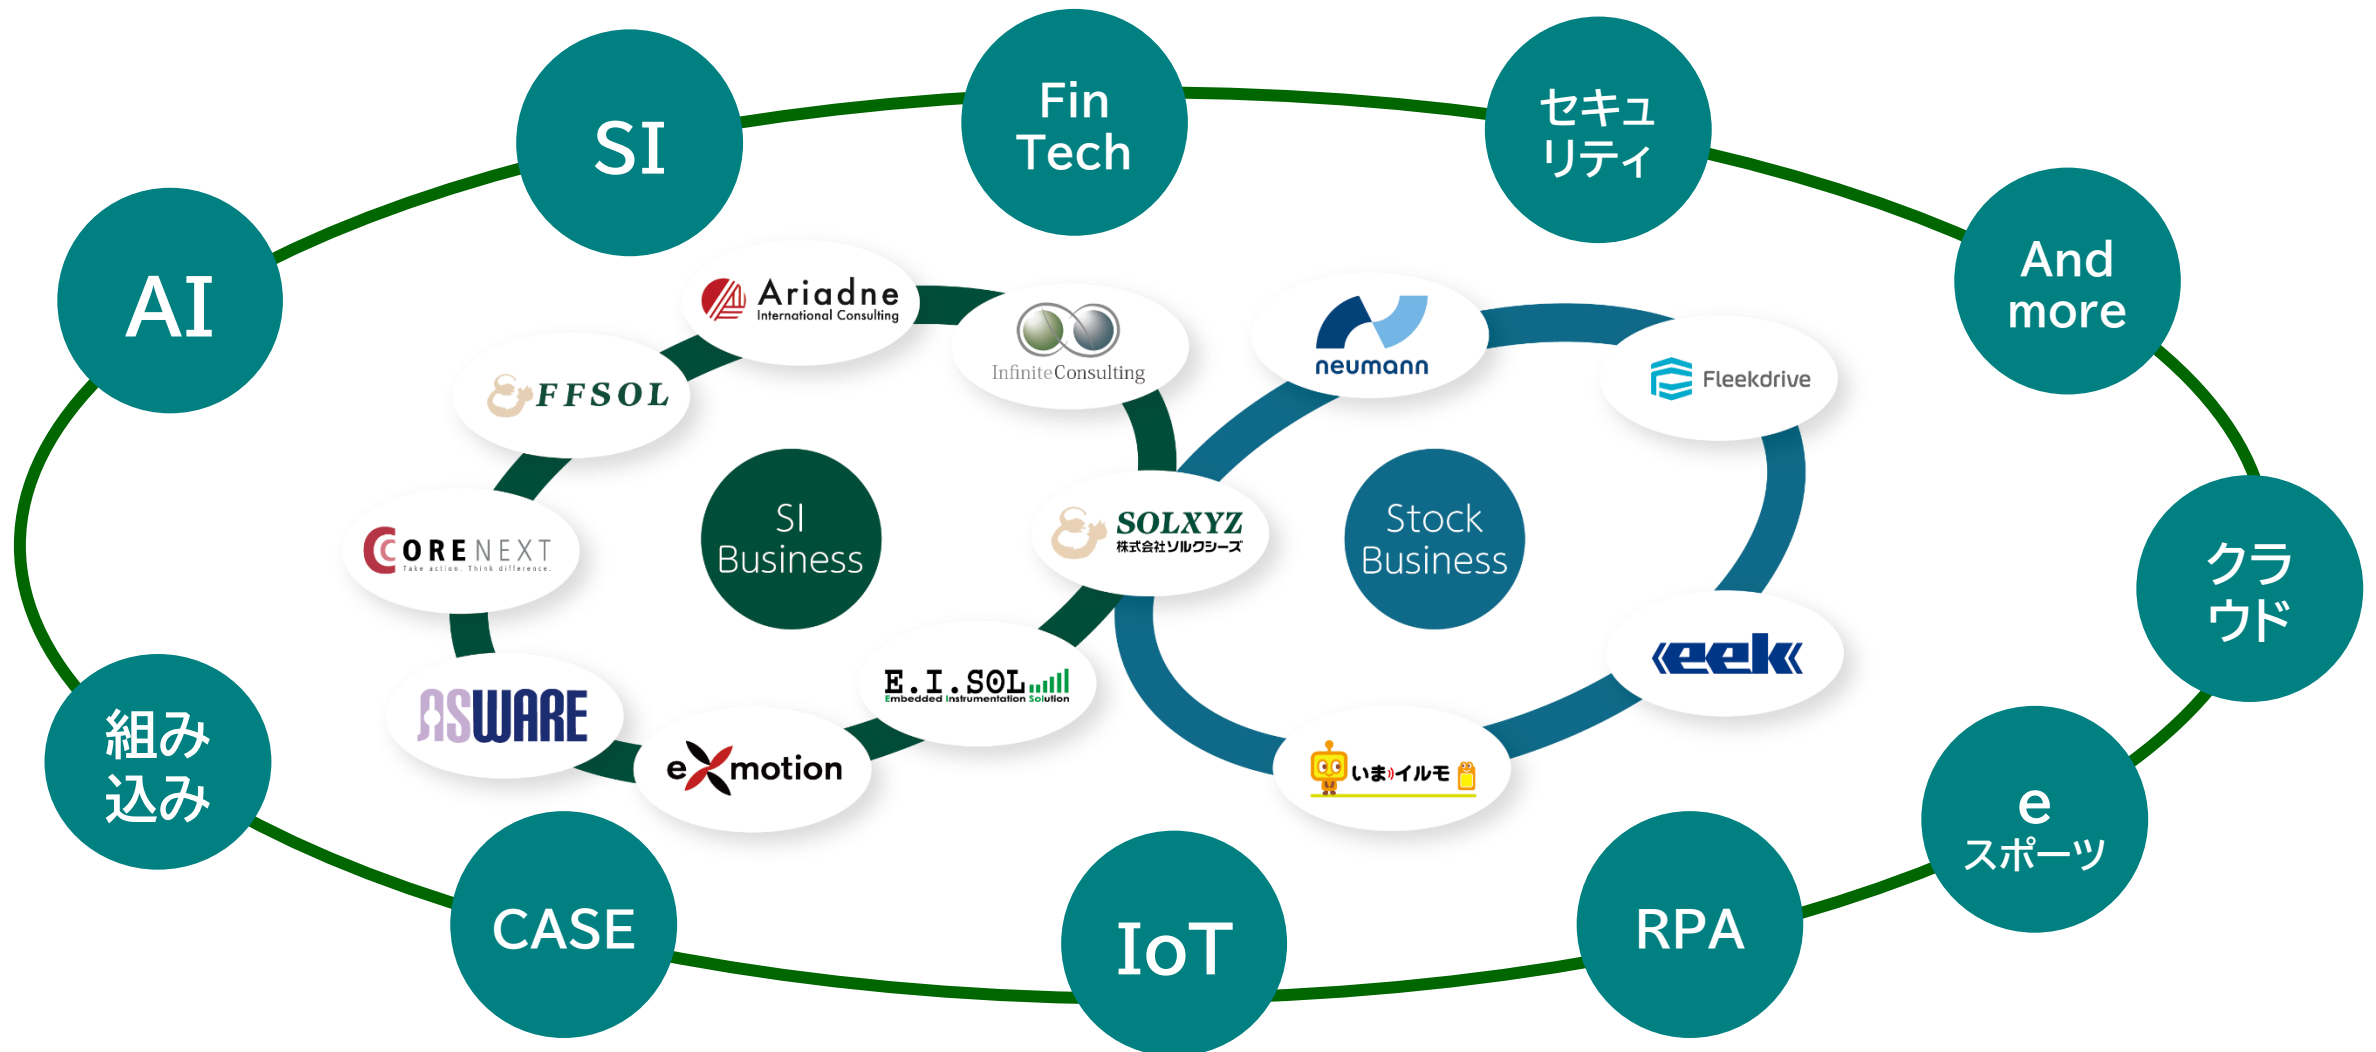 Fin
Tech
セキュ
リティ
SI
And
more
AI
Ariadne
International Consulting
Infinite Consulting
neumann
Fleekdrive
FFSOL
SI
Business
SOLXYZ
株式会社ソルクシーズ
Stock
Business
CORENEXT
Take action. Think difference.
クラ
ウド
E.I.SOL
Embedded Instrumentation Solution
eek
ASWARE
組み
込み
eXmotion
いまイルモ
e
スポーツ
CASE
IoT
RPA